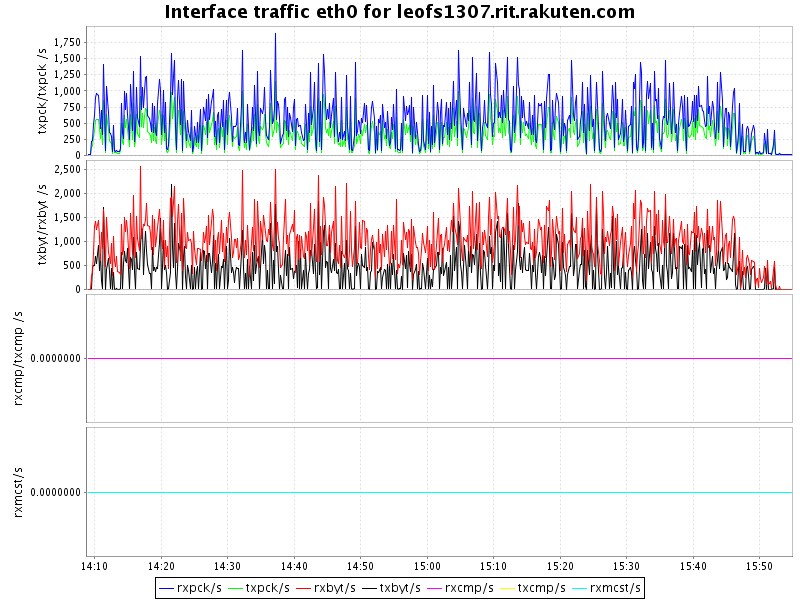 Interface traffic eth0 for leofs1307.rit.rakuten.com
txpck/txpck /s
1,750
1,500
1,250
1,000
750
500
250
0
txbyt/rxbyt /s
2,500
2,000
1,500
1,000
500
0
rxcmp/txcmp /s
0.0000000
rxmcst/s
0.0000000
14:10 14:20 14:30 14:40 14:50 15:00 15:10 15:20 15:30 15:40 15:50
rxpck/s txpck/s rxbyt/s txbyt/s rxcmp/s txcmp/s rxmcst/s